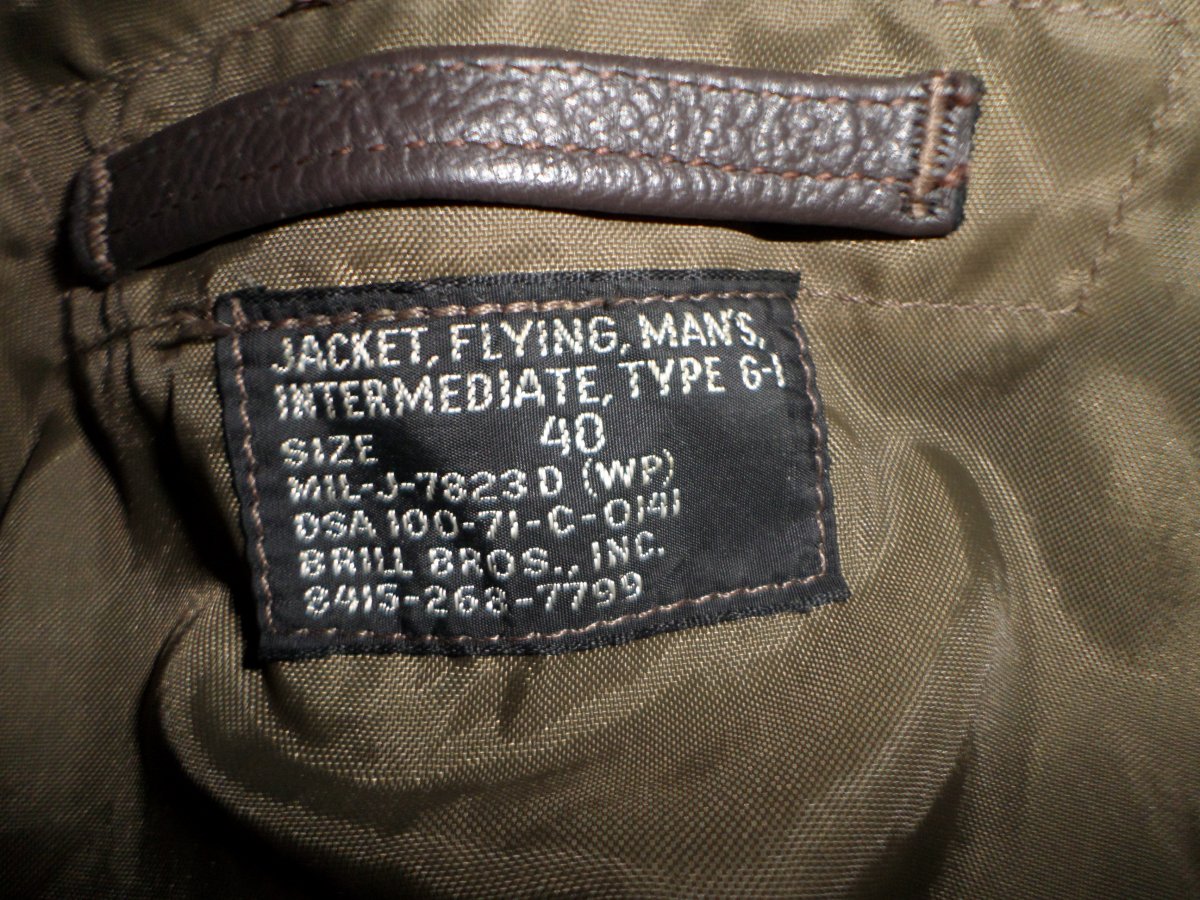 JACKET, FLYING, MAN'S,
INTERMEDIATE, TYPE G-1
SIZE 40
MIL-J-7823D (WP)
DSA 100-71-C-0141
BRILL BROS., INC.
8415-268-7799